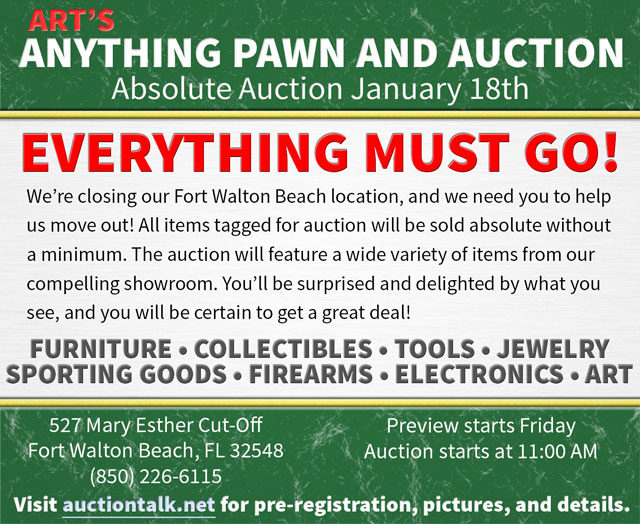 ART'S
ANYTHING PAWN AND AUCTION
Absolute Auction January 18th
EVERYTHING MUST GO!
We're closing our Fort Walton Beach location, and we need you to help
us move out! All items tagged for auction will be sold absolute without
a minimum. The auction will feature a wide variety of items from our
compelling showroom. You'll be surprised and delighted by what you
see, and you will be certain to get a great deal!
FURNITURE • COLLECTIBLES • TOOLS • JEWELRY
SPORTING GOODS • FIREARMS • ELECTRONICS • ART
527 Mary Esther Cut-Off
Fort Walton Beach, FL 32548
(850) 226-6115
Preview starts Friday
Auction starts at 11:00 AM
Visit auctiontalk.net for pre-registration, pictures, and details.